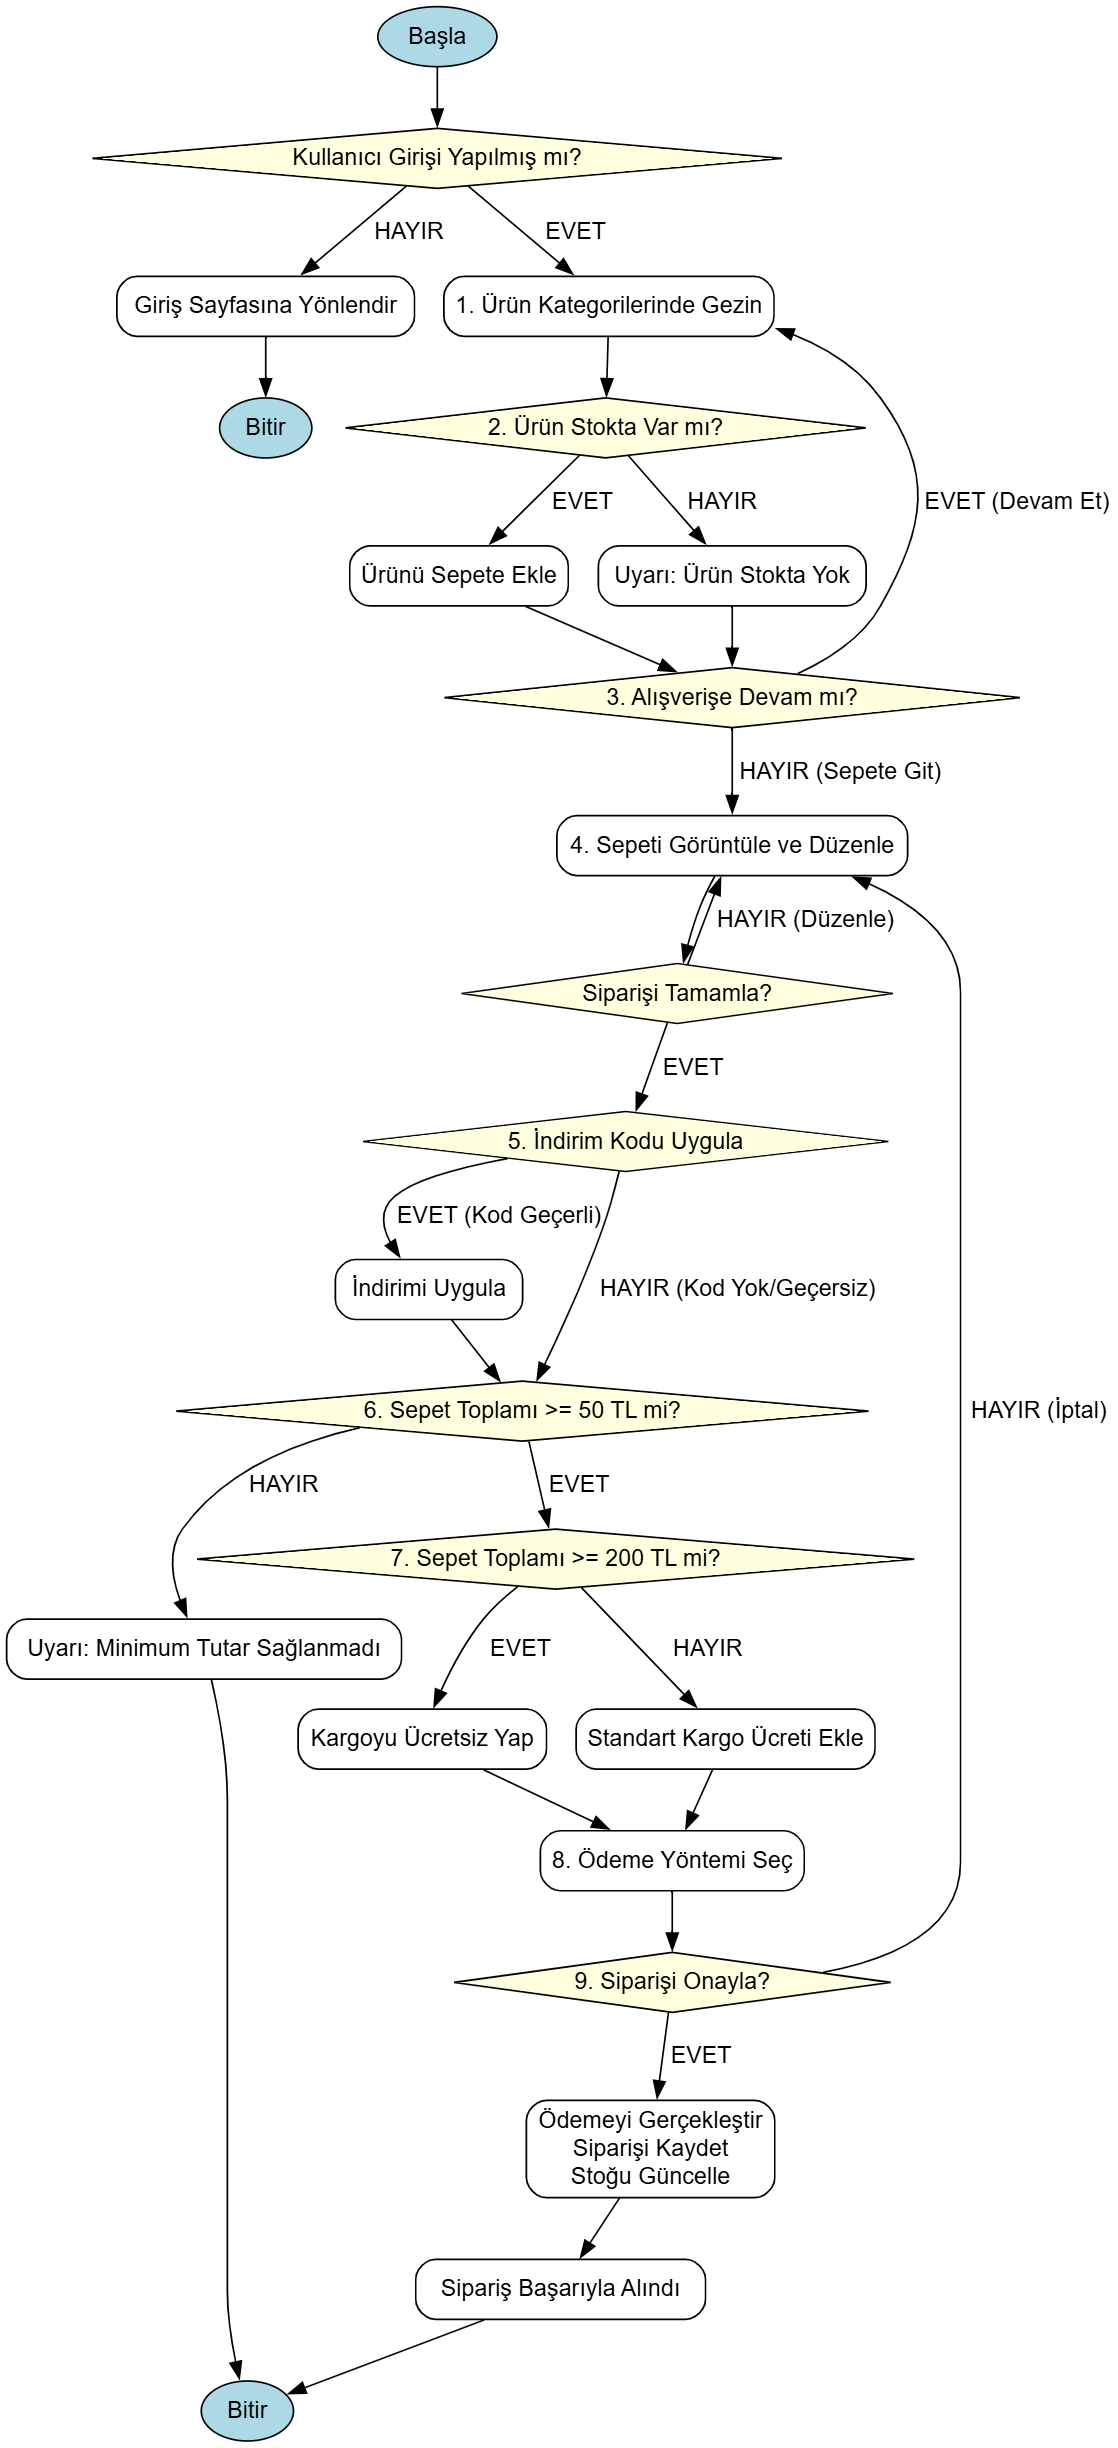 Başla
Kullanıcı Girişi Yapılmış mı?
HAYIR
EVET
Giriş Sayfasına Yönlendir
1. Ürün Kategorilerinde Gezin
Bitir
2. Ürün Stokta Var mı?
EVET
HAYIR
EVET (Devam Et)
Ürünü Sepete Ekle
Uyarı: Ürün Stokta Yok
3. Alışverişe Devam mı?
HAYIR (Sepete Git)
4. Sepeti Görüntüle ve Düzenle
HAYIR (Düzenle)
Siparişi Tamamla?
EVET
5. İndirim Kodu Uygula
EVET (Kod Geçerli)
İndirimi Uygula
HAYIR (Kod Yok/Geçersiz)
6. Sepet Toplamı >= 50 TL mi?
HAYIR (İptal)
HAYIR
EVET
7. Sepet Toplamı >= 200 TL mi?
Uyarı: Minimum Tutar Sağlanmadı
EVET
HAYIR
Kargoyu Ücretsiz Yap
Standart Kargo Ücreti Ekle
8. Ödeme Yöntemi Seç
9. Siparişi Onayla?
EVET
Ödemeyi Gerçekleştir
Siparişi Kaydet
Stoğu Güncelle
Sipariş Başarıyla Alındı
Bitir